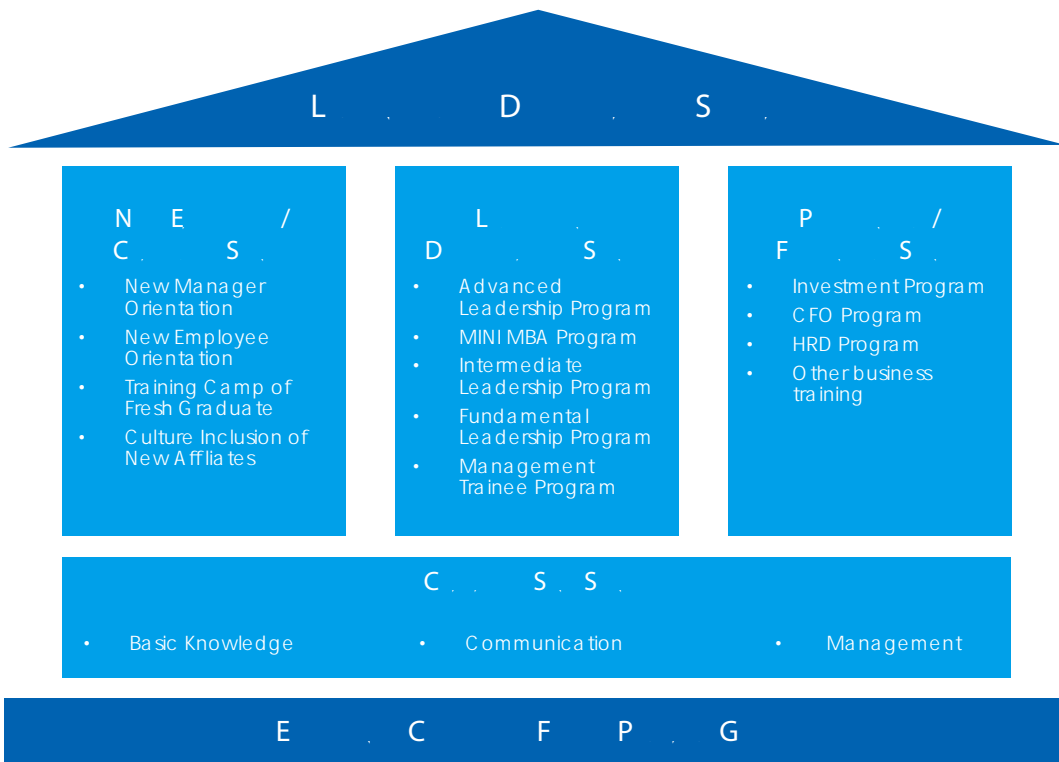 L . D . S .
N E /
C . S .
New Manager
Orientation
New Employee
Orientation
Training Camp of
Fresh Graduate
Culture Inclusion of
New Affliates
L .
D . S .
Advanced
Leadership Program
MINI MBA Program
Intermediate
Leadership Program
Fundamental
Leadership Program
Management
Trainee Program
P . /
F . S .
Investment Program
CFO Program
HRD Program
Other business
training
C . . S . S .
Basic Knowledge
Communication
Management
E . C F P . G